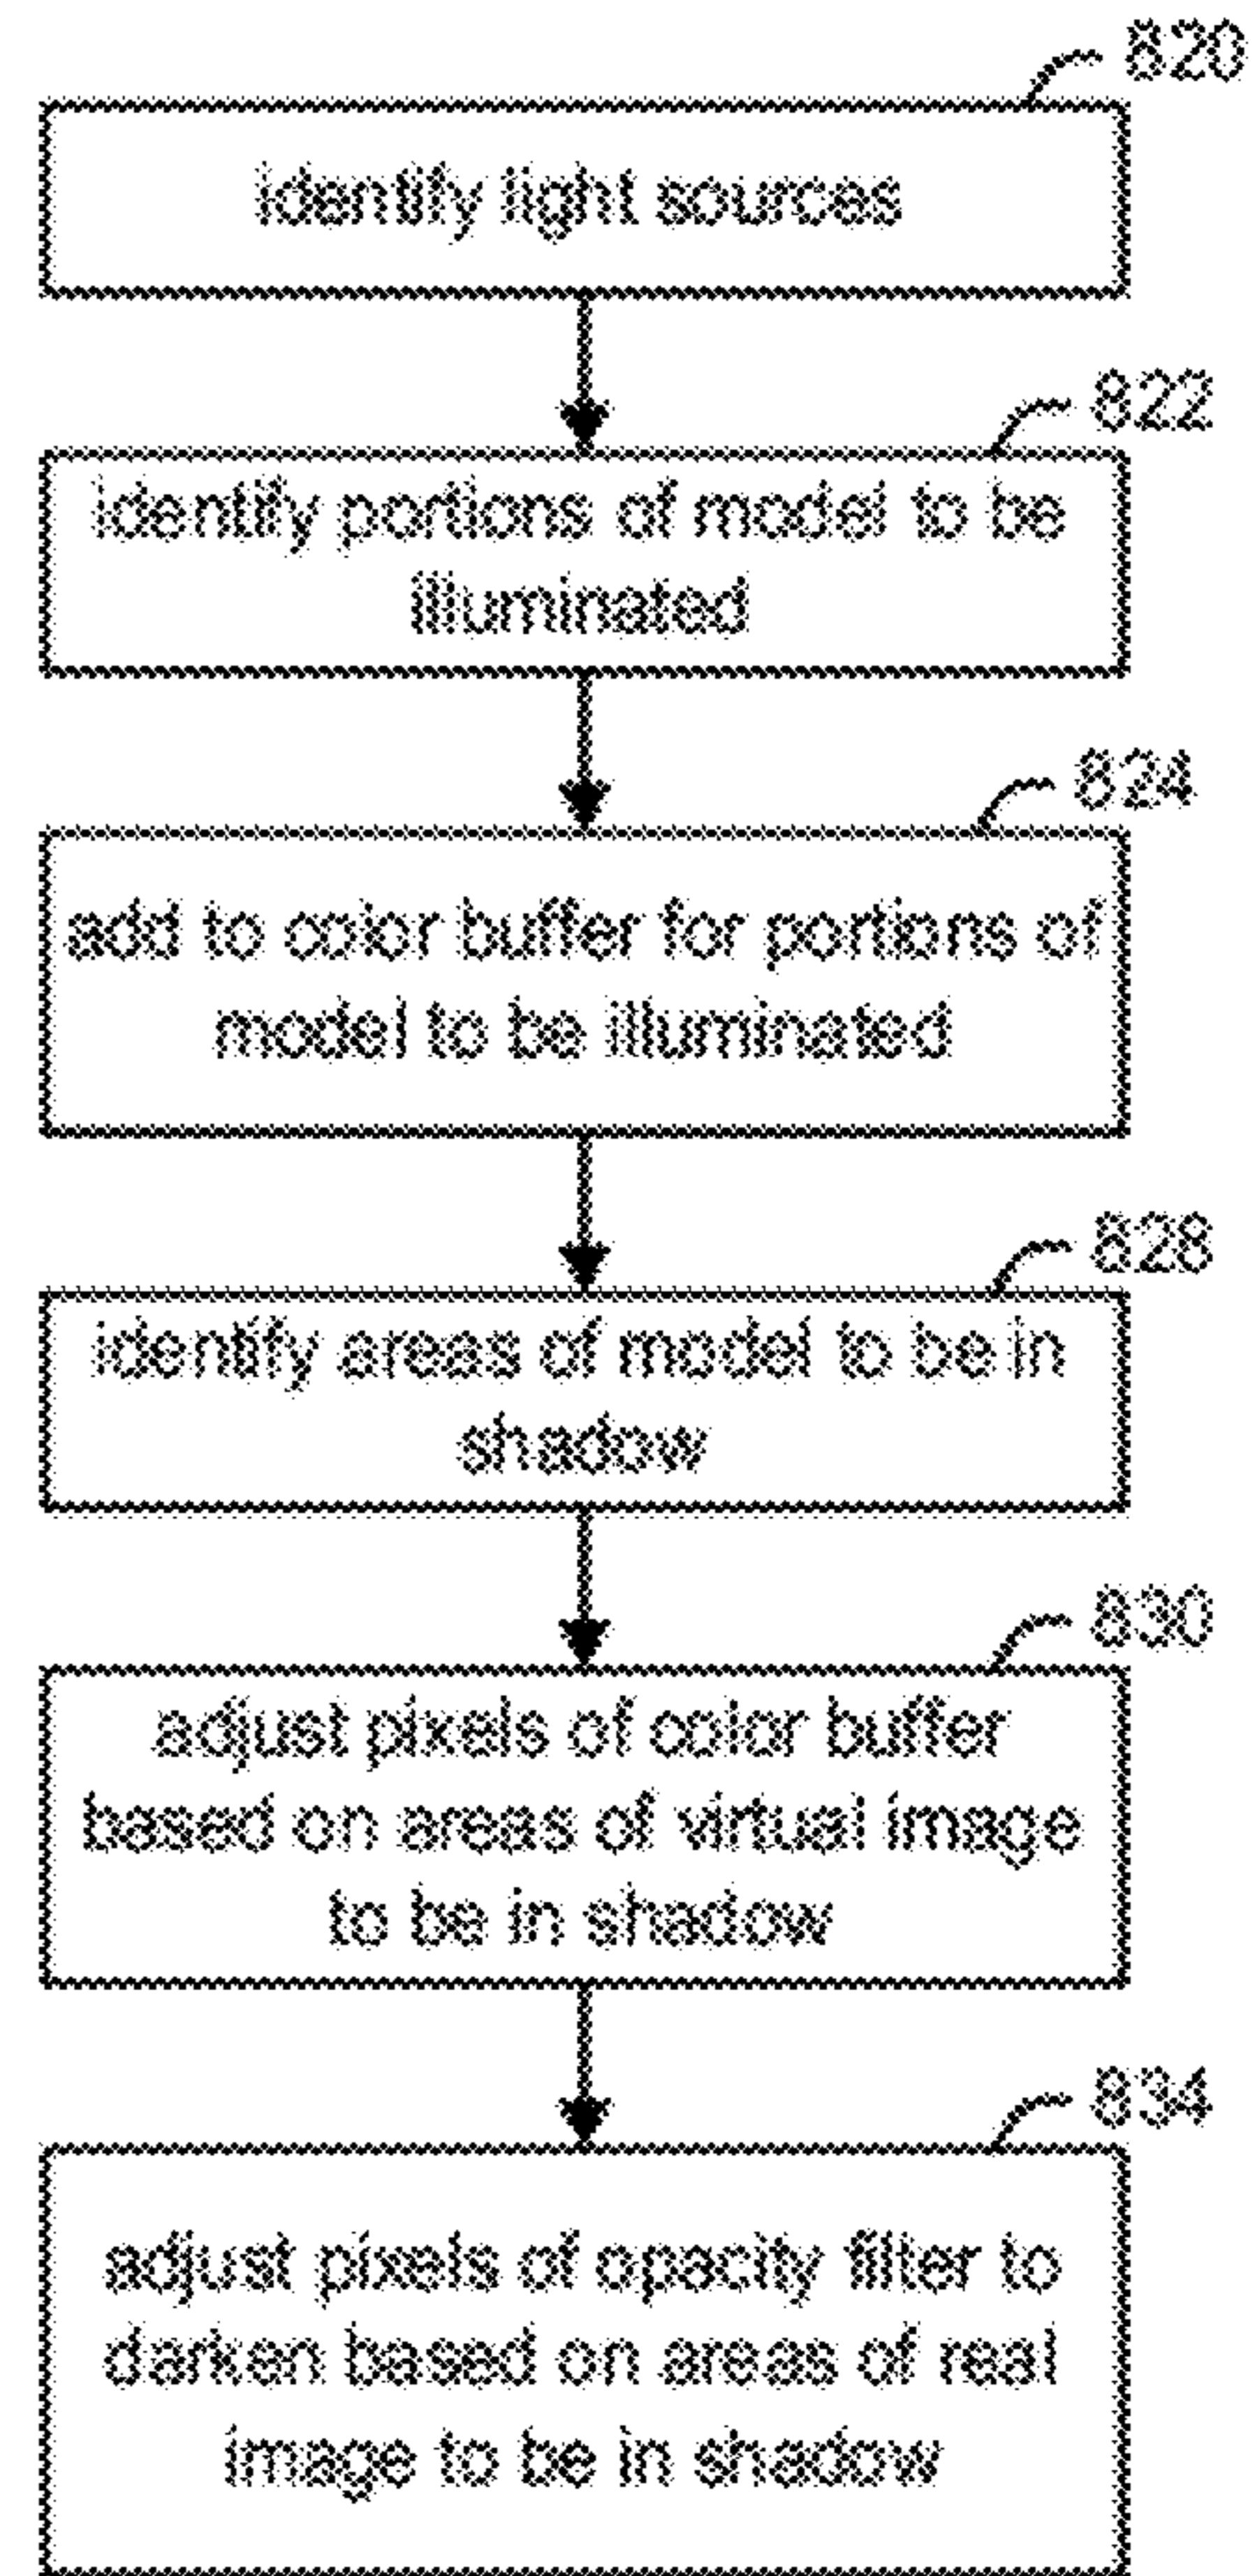 820
identify light sources
822
identify portions of model to be
illuminated
824
add to color buffer for portions of
model to be illuminated
828
identify areas of model to be in
shadow
830
adjust pixels of color buffer
based on areas of virtual image
to be in shadow
834
adjust pixels of opacity filter to
darken based on areas of real
image to be in shadow